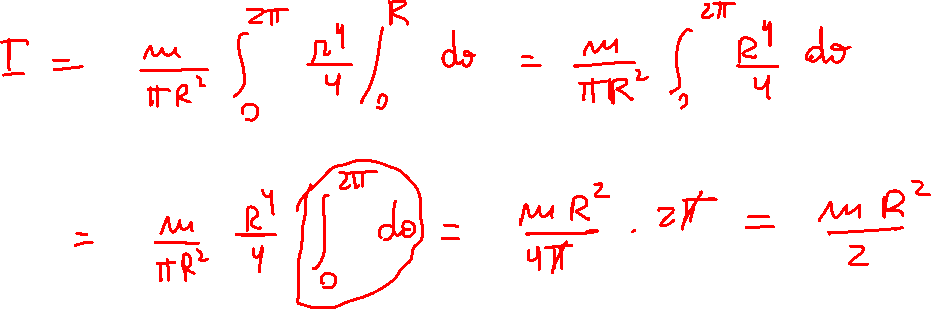 I = m/(πR²) ∫₀^{2π} r⁴/4 |₀^R dθ = m/(πR²) ∫₀^{2π} R⁴/4 dθ
= m/(πR²) R⁴/4 ∫₀^{2π} dθ = mR²/(4π) · 2π = mR²/2